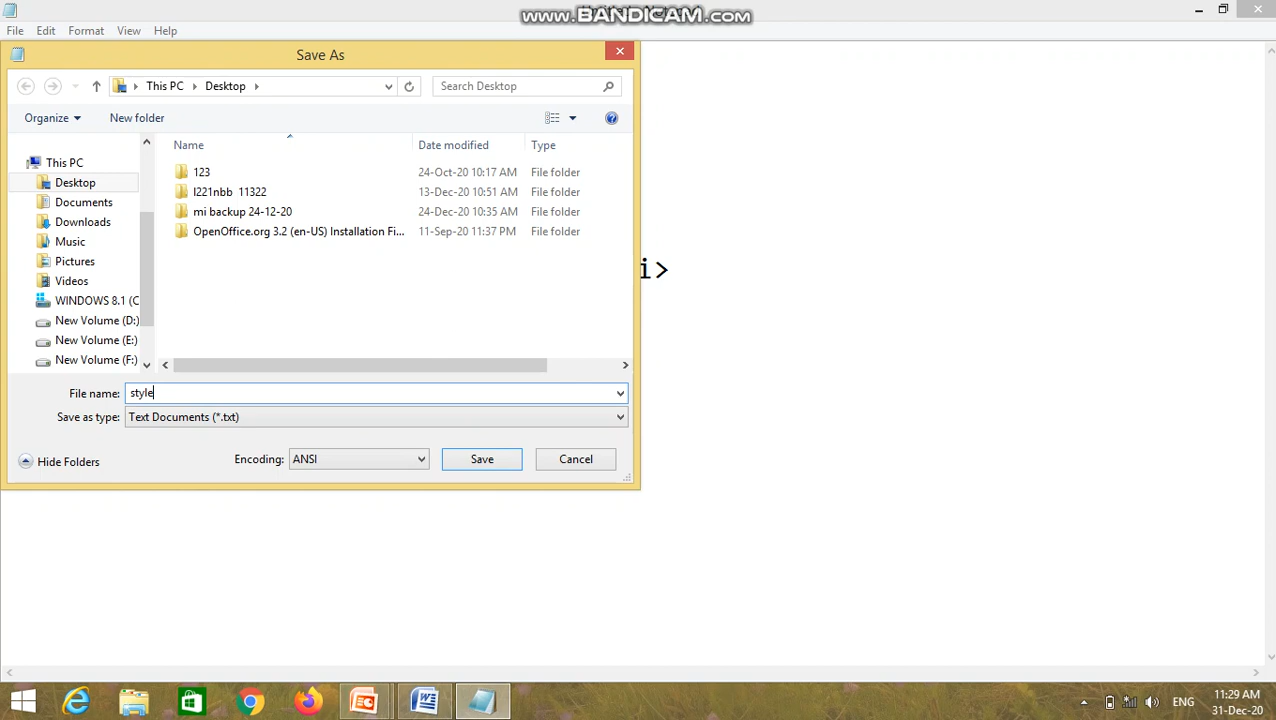 www.BANDICAM.com
File Edit Format View Help
Save As
This PC Desktop
Search Desktop
Organize New folder
Name Date modified Type
This PC
Desktop
Documents
Downloads
Music
Pictures
Videos
WINDOWS 8.1 (C
New Volume (D:)
New Volume (E:)
New Volume (F:)
123 24-Oct-20 10:17 AM File folder
l221nbb 11322 13-Dec-20 10:51 AM File folder
mi backup 24-12-20 24-Dec-20 10:35 AM File folder
OpenOffice.org 3.2 (en-US) Installation Fi... 11-Sep-20 11:37 PM File folder
i>
File name: style
Save as type: Text Documents (*.txt)
Hide Folders Encoding: ANSI Save Cancel
ENG
11:29 AM
31-Dec-20